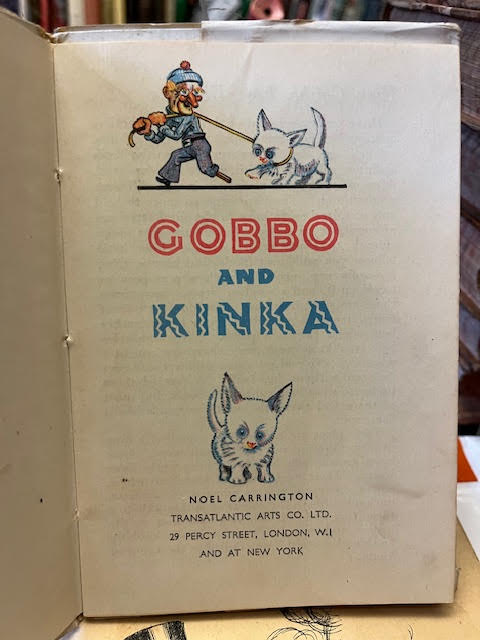 GOBBO
AND
KINKA
NOEL CARRINGTON
TRANSATLANTIC ARTS CO. LTD.
29 PERCY STREET, LONDON, W.1
AND AT NEW YORK